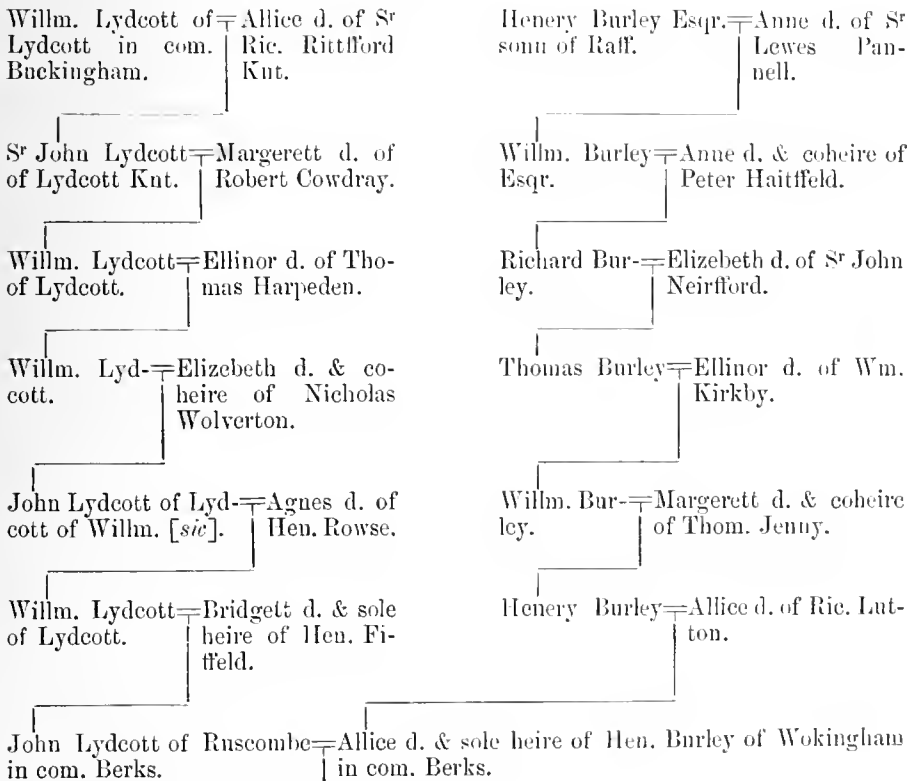 Willm. Lydcott of Allice d. of Sr
Lydcott in com. Ric. Rittfford
Buckingham. Knt.
Henery Burley Esqr. Anne d. of Sr
sonn of Raff. Lewes Pan-
nell.
Sr John Lydcott Margerett d. of
of Lydcott Knt. Robert Cowdray.
Willm. Burley Anne d. & coheire of
Esqr. Peter Haitffeld.
Willm. Lydcott Ellinor d. of Tho-
of Lydcott. mas Harpeden.
Richard Bur- Elizebeth d. of Sr John
ley. Neirfford.
Willm. Lyd- Elizebeth d. & co-
cott. heire of Nicholas
Wolverton.
Thomas Burley Ellinor d. of Wm.
Kirkby.
John Lydcott of Lyd- Agnes d. of
cott of Willm. [sic]. Hen. Rowse.
Willm. Bur- Margerett d. & coheire
ley. of Thom. Jenny.
Willm. Lydcott Bridgett d. & sole
of Lydcott. heire of Hen. Fi-
ffeld.
Henery Burley Allice d. of Ric. Lut-
ton.
John Lydcott of Ruscombe Allice d. & sole heire of Hen. Burley of Wokingham
in com. Berks. in com. Berks.